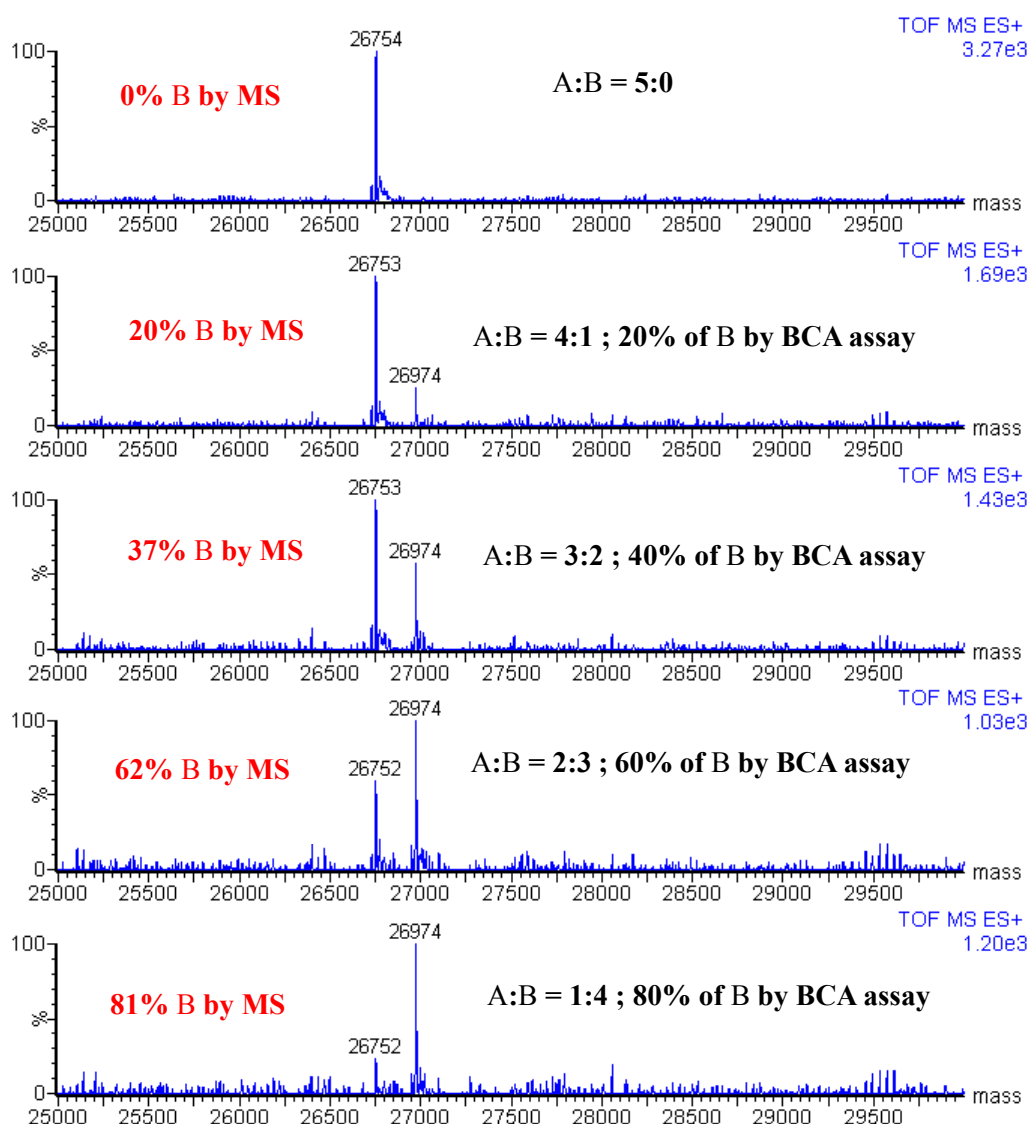 TOF MS ES+
3.27e3
26754
100
0% B by MS
A:B = 5:0
%
0
25000 25500 26000 26500 27000 27500 28000 28500 29000 29500 mass
TOF MS ES+
1.69e3
26753
100
20% B by MS
A:B = 4:1 ; 20% of B by BCA assay
26974
%
0
25000 25500 26000 26500 27000 27500 28000 28500 29000 29500 mass
TOF MS ES+
1.43e3
26753
100
37% B by MS
26974
A:B = 3:2 ; 40% of B by BCA assay
%
0
25000 25500 26000 26500 27000 27500 28000 28500 29000 29500 mass
TOF MS ES+
1.03e3
26974
100
62% B by MS
26752
A:B = 2:3 ; 60% of B by BCA assay
%
0
25000 25500 26000 26500 27000 27500 28000 28500 29000 29500 mass
TOF MS ES+
1.20e3
26974
100
81% B by MS
A:B = 1:4 ; 80% of B by BCA assay
26752
%
0
25000 25500 26000 26500 27000 27500 28000 28500 29000 29500 mass